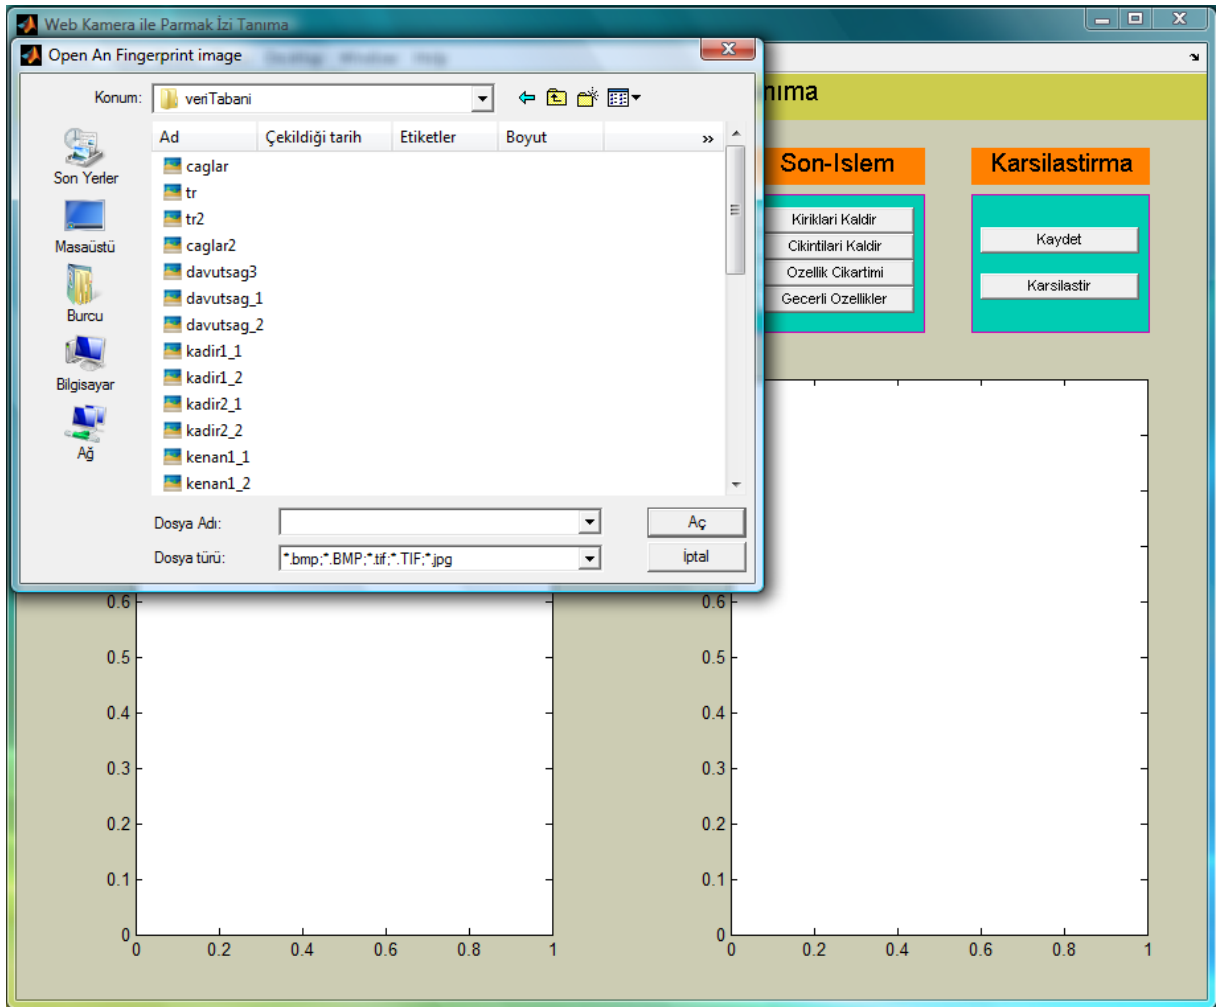 Web Kamera ile Parmak İzi Tanıma
Open An Fingerprint image
Desktop Window Help
Konum: veriTabani
nıma
Ad Çekildiği tarih Etiketler Boyut »
Son Yerler
Masaüstü
Burcu
Bilgisayar
Ağ
caglar
tr
tr2
caglar2
davutsag3
davutsag_1
davutsag_2
kadir1_1
kadir1_2
kadir2_1
kadir2_2
kenan1_1
kenan1_2
Dosya Adı: Aç
Dosya türü: *.bmp;*.BMP;*.tif;*.TIF;*.jpg İptal
Son-Islem
Kiriklari Kaldir
Cikintilari Kaldir
Ozellik Cikartimi
Gecerli Ozellikler
Karsilastirma
Kaydet
Karsilastir
0.6
0.5
0.4
0.3
0.2
0.1
0
0 0.2 0.4 0.6 0.8 1
0.6
0.5
0.4
0.3
0.2
0.1
0
0 0.2 0.4 0.6 0.8 1